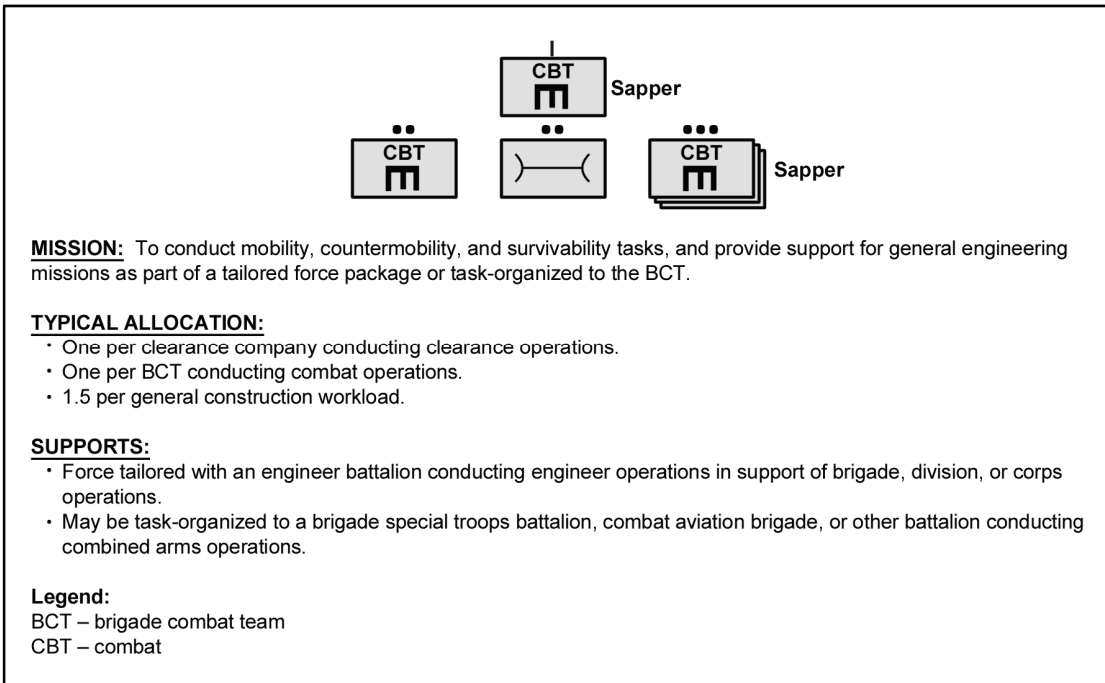 CBT
Sapper
CBT
CBT
Sapper
MISSION: To conduct mobility, countermobility, and survivability tasks, and provide support for general engineering
missions as part of a tailored force package or task-organized to the BCT.
TYPICAL ALLOCATION:
• One per clearance company conducting clearance operations.
• One per BCT conducting combat operations.
• 1.5 per general construction workload.
SUPPORTS:
• Force tailored with an engineer battalion conducting engineer operations in support of brigade, division, or corps
operations.
• May be task-organized to a brigade special troops battalion, combat aviation brigade, or other battalion conducting
combined arms operations.
Legend:
BCT – brigade combat team
CBT – combat